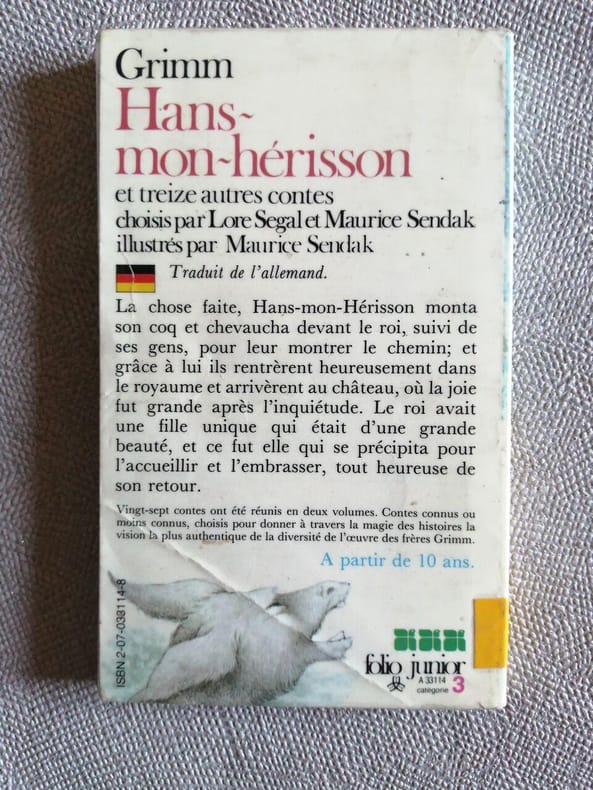 Grimm
Hans-
mon-hérisson
et treize autres contes
choisis par Lore Segal et Maurice Sendak
illustrés par Maurice Sendak
Traduit de l'allemand.
La chose faite, Hans-mon-Hérisson monta
son coq et chevaucha devant le roi, suivi de
ses gens, pour leur montrer le chemin; et
grâce à lui ils rentrèrent heureusement dans
le royaume et arrivèrent au château, où la joie
fut grande après l'inquiétude. Le roi avait
une fille unique qui était d'une grande
beauté, et ce fut elle qui se précipita pour
l'accueillir et l'embrasser, tout heureuse de
son retour.
Vingt-sept contes ont été réunis en deux volumes. Contes connus ou
moins connus, choisis pour donner à travers la magie des histoires la
vision la plus authentique de la diversité de l'œuvre des frères Grimm.
A partir de 10 ans.
ISBN 2-07-033114-8
folio junior
A 33114
catégorie 3